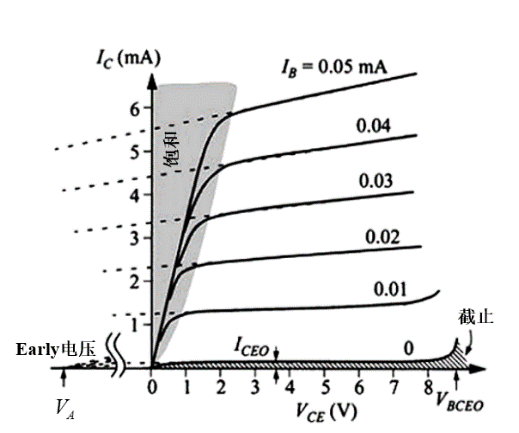 I_C (mA)
I_B = 0.05 mA
6
0.04
5
饱和
4
0.03
3
0.02
2
0.01
1
截止
Early电压
I_CEO
0
0 1 2 3 4 5 6 7 8
V_A
V_CE (V)
V_BCEO